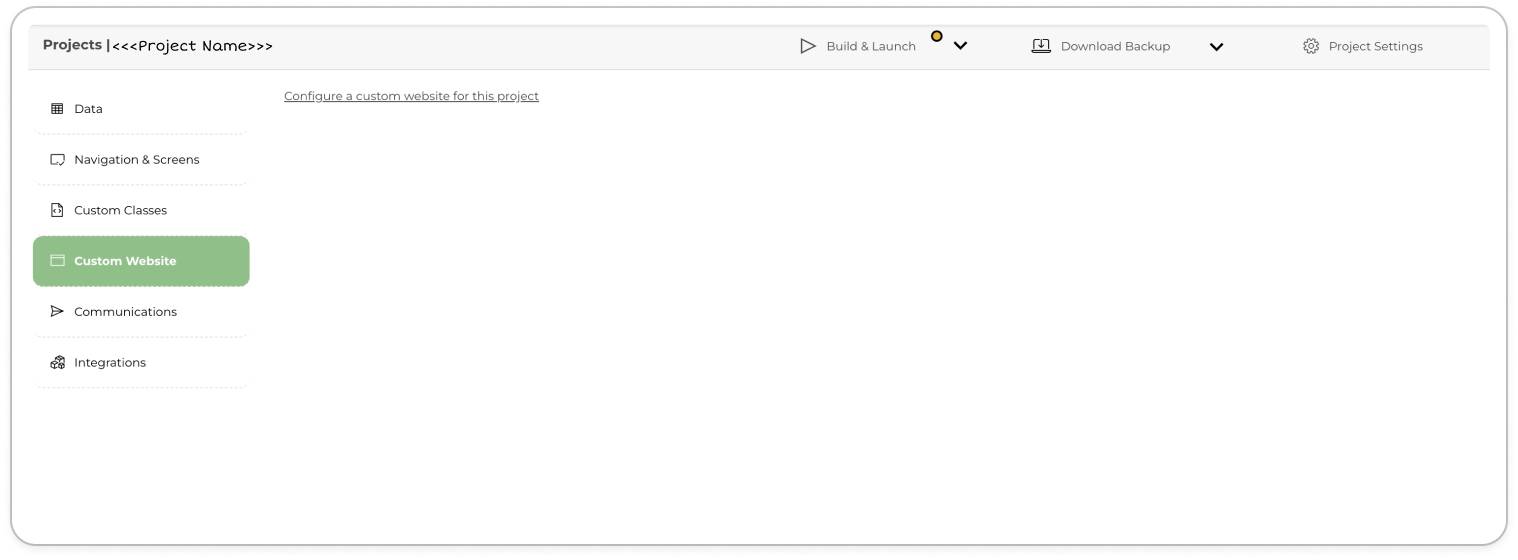 Projects | <<<Project Name>>>
Build & Launch
Download Backup
Project Settings
Data
Navigation & Screens
Custom Classes
Custom Website
Communications
Integrations
Configure a custom website for this project